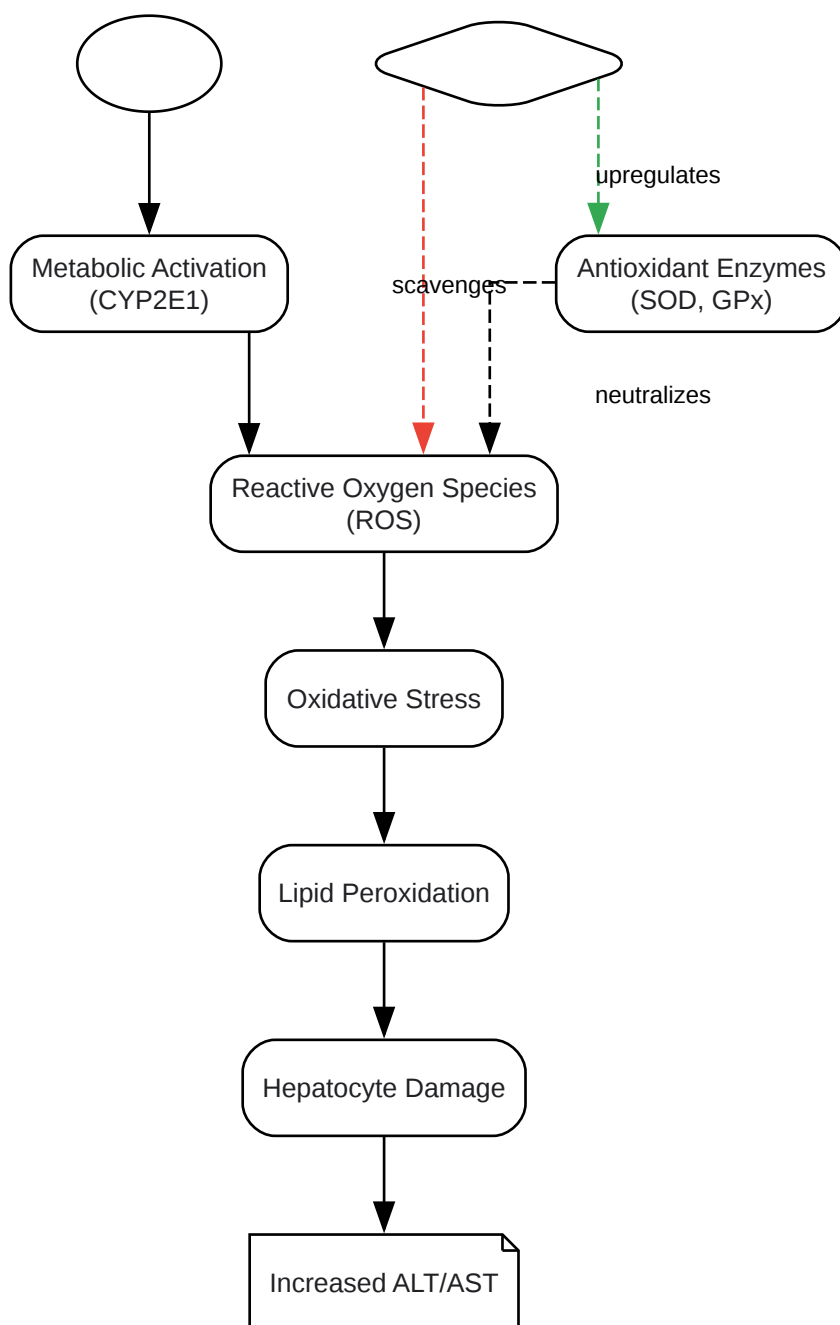 upregulates
Metabolic Activation
(CYP2E1)
scavenges
Antioxidant Enzymes
(SOD, GPx)
neutralizes
Reactive Oxygen Species
(ROS)
Oxidative Stress
Lipid Peroxidation
Hepatocyte Damage
Increased ALT/AST